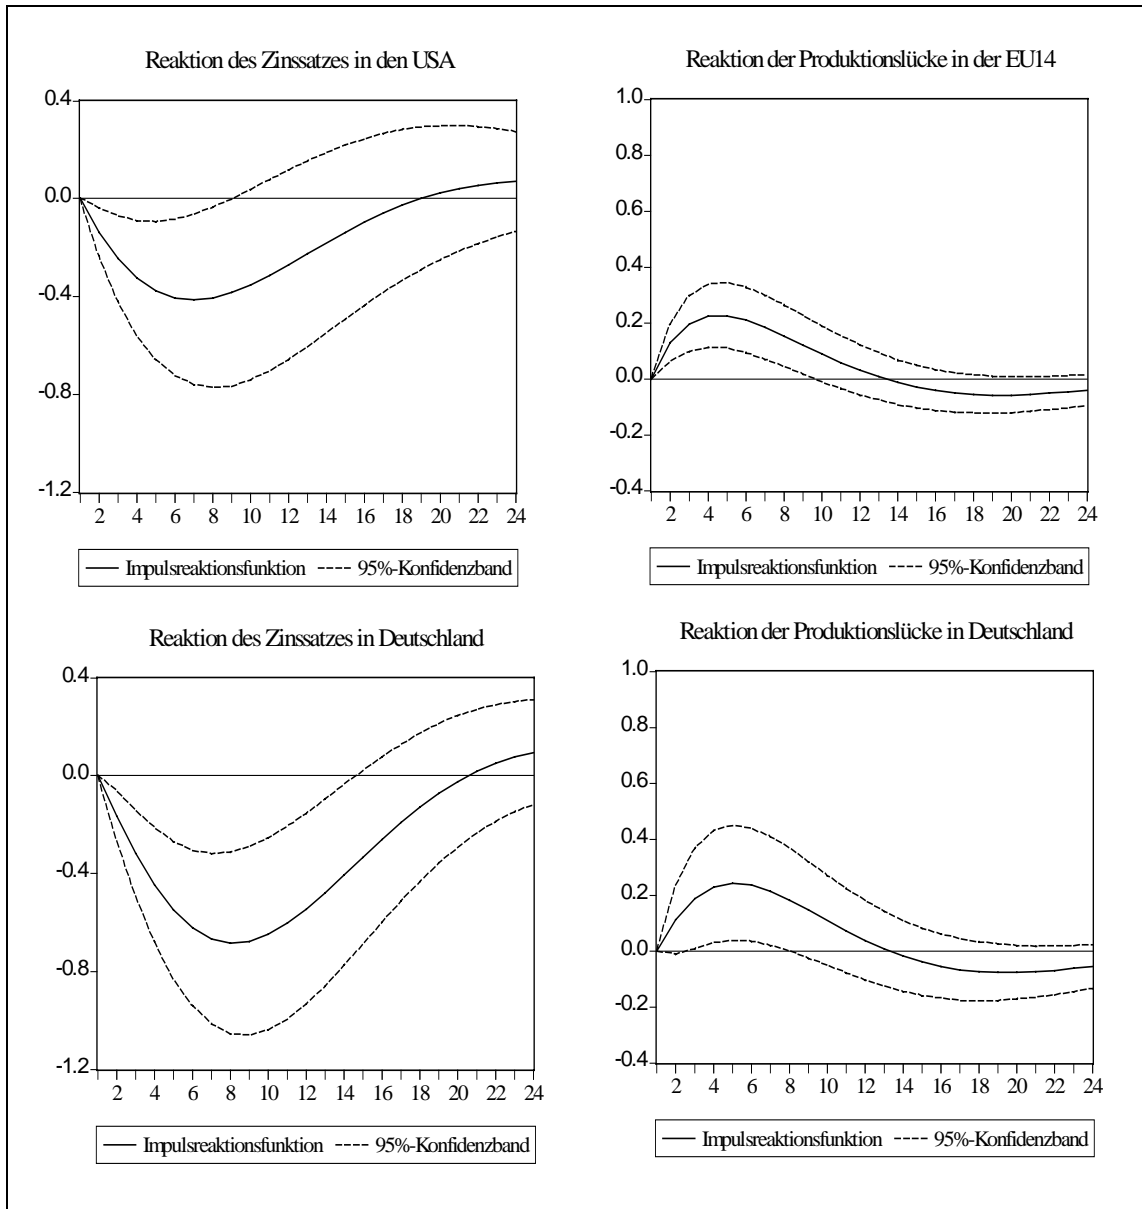 Reaktion des Zinssatzes in den USA
0.4
0.0
-0.4
-0.8
-1.2
2 4 6 8 10 12 14 16 18 20 22 24
Impulsreaktionsfunktion 95%-Konfidenzband
Reaktion der Produktionslücke in der EU14
1.0
0.8
0.6
0.4
0.2
0.0
-0.2
-0.4
2 4 6 8 10 12 14 16 18 20 22 24
Impulsreaktionsfunktion 95%-Konfidenzband
Reaktion des Zinssatzes in Deutschland
0.4
0.0
-0.4
-0.8
-1.2
2 4 6 8 10 12 14 16 18 20 22 24
Impulsreaktionsfunktion 95%-Konfidenzband
Reaktion der Produktionslücke in Deutschland
1.0
0.8
0.6
0.4
0.2
0.0
-0.2
-0.4
2 4 6 8 10 12 14 16 18 20 22 24
Impulsreaktionsfunktion 95%-Konfidenzband